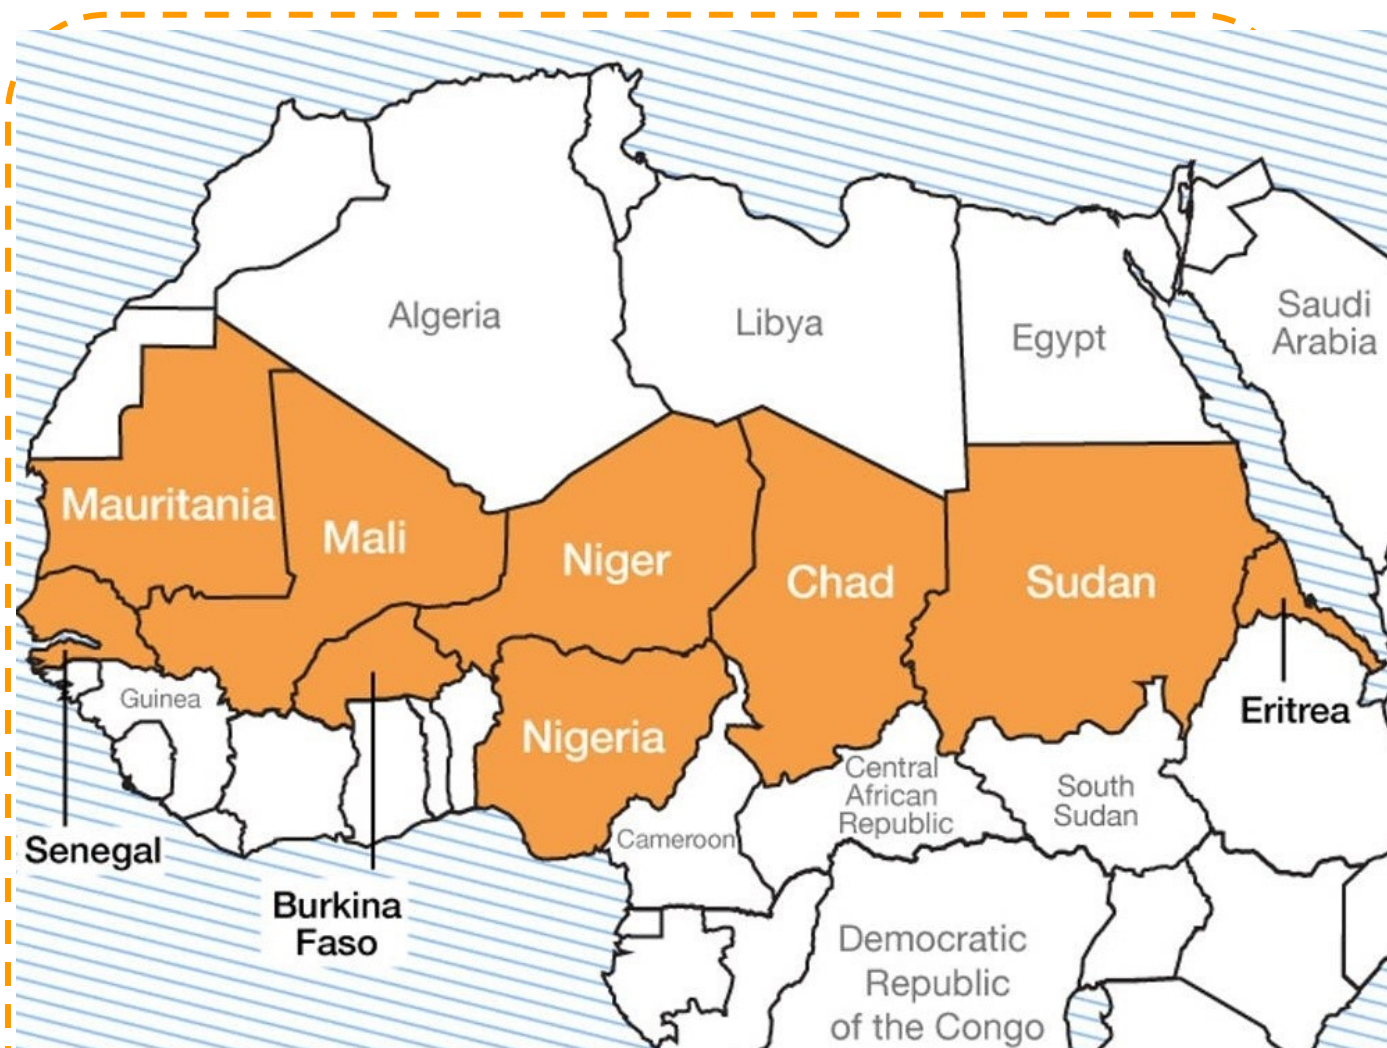 Algeria
Libya
Egypt
Saudi
Arabia
Mauritania
Mali
Niger
Chad
Sudan
Guinea
Nigeria
Eritrea
Central
African
Republic
South
Sudan
Cameroon
Senegal
Burkina
Faso
Democratic
Republic
of the Congo